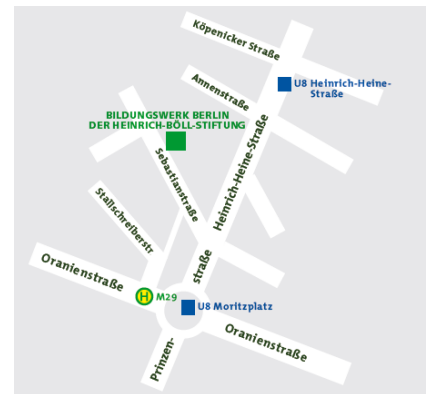 Köpenicker Straße
Annenstraße
U8 Heinrich-Heine-
Straße
BILDUNGSWERK BERLIN
DER HEINRICH-BÖLL-STIFTUNG
Heinrich-Heine-Straße
Sebastianstraße
Stallschreiberstr
Oranienstraße
straße
H M29
U8 Moritzplatz
Oranienstraße
Prinzen-